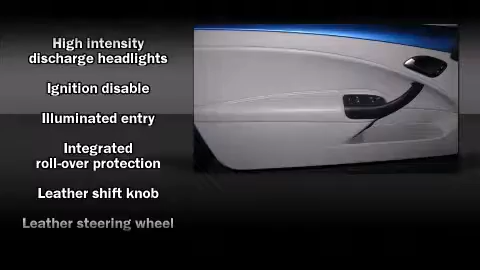 High intensity
discharge headlights
Ignition disable
Illuminated entry
Integrated
roll-over protection
Leather shift knob
Leather steering wheel